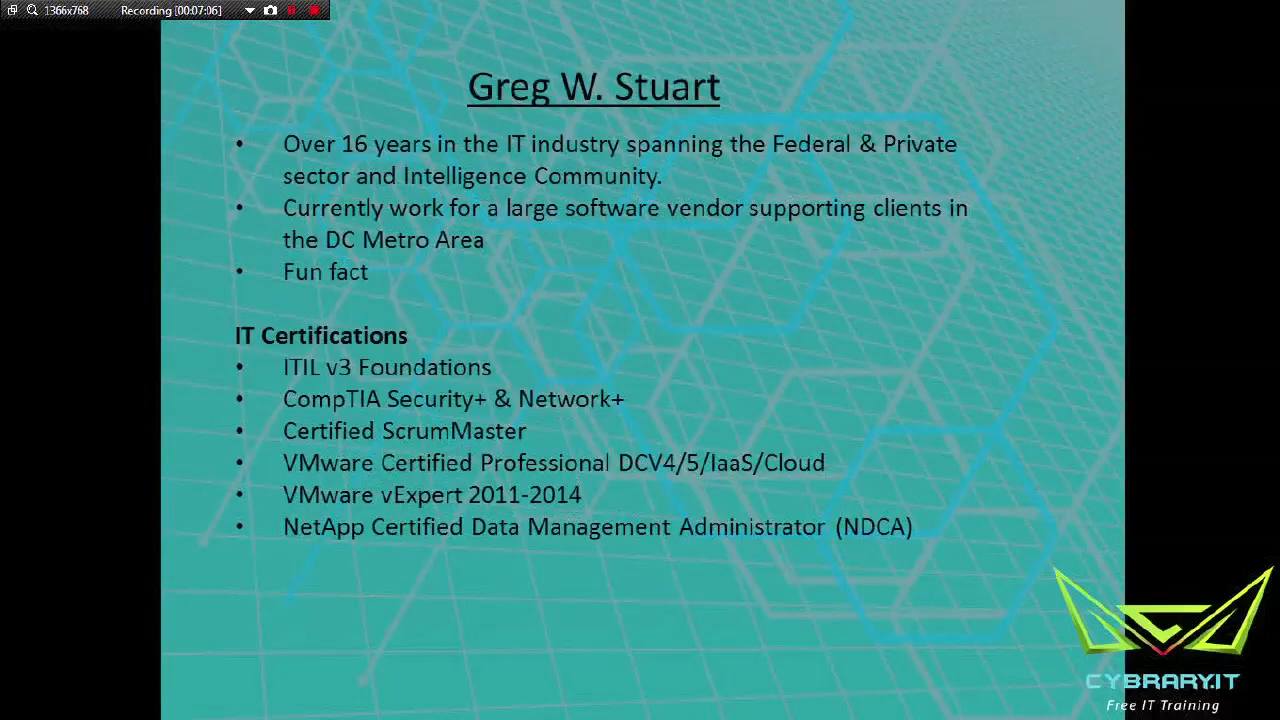 1366x768 Recording [00:07:06]
Greg W. Stuart
• Over 16 years in the IT industry spanning the Federal & Private
sector and Intelligence Community.
• Currently work for a large software vendor supporting clients in
the DC Metro Area
• Fun fact
IT Certifications
• ITIL v3 Foundations
• CompTIA Security+ & Network+
• Certified ScrumMaster
• VMware Certified Professional DCV4/5/IaaS/Cloud
• VMware vExpert 2011-2014
• NetApp Certified Data Management Administrator (NDCA)
CYBRARY.IT
Free IT Training